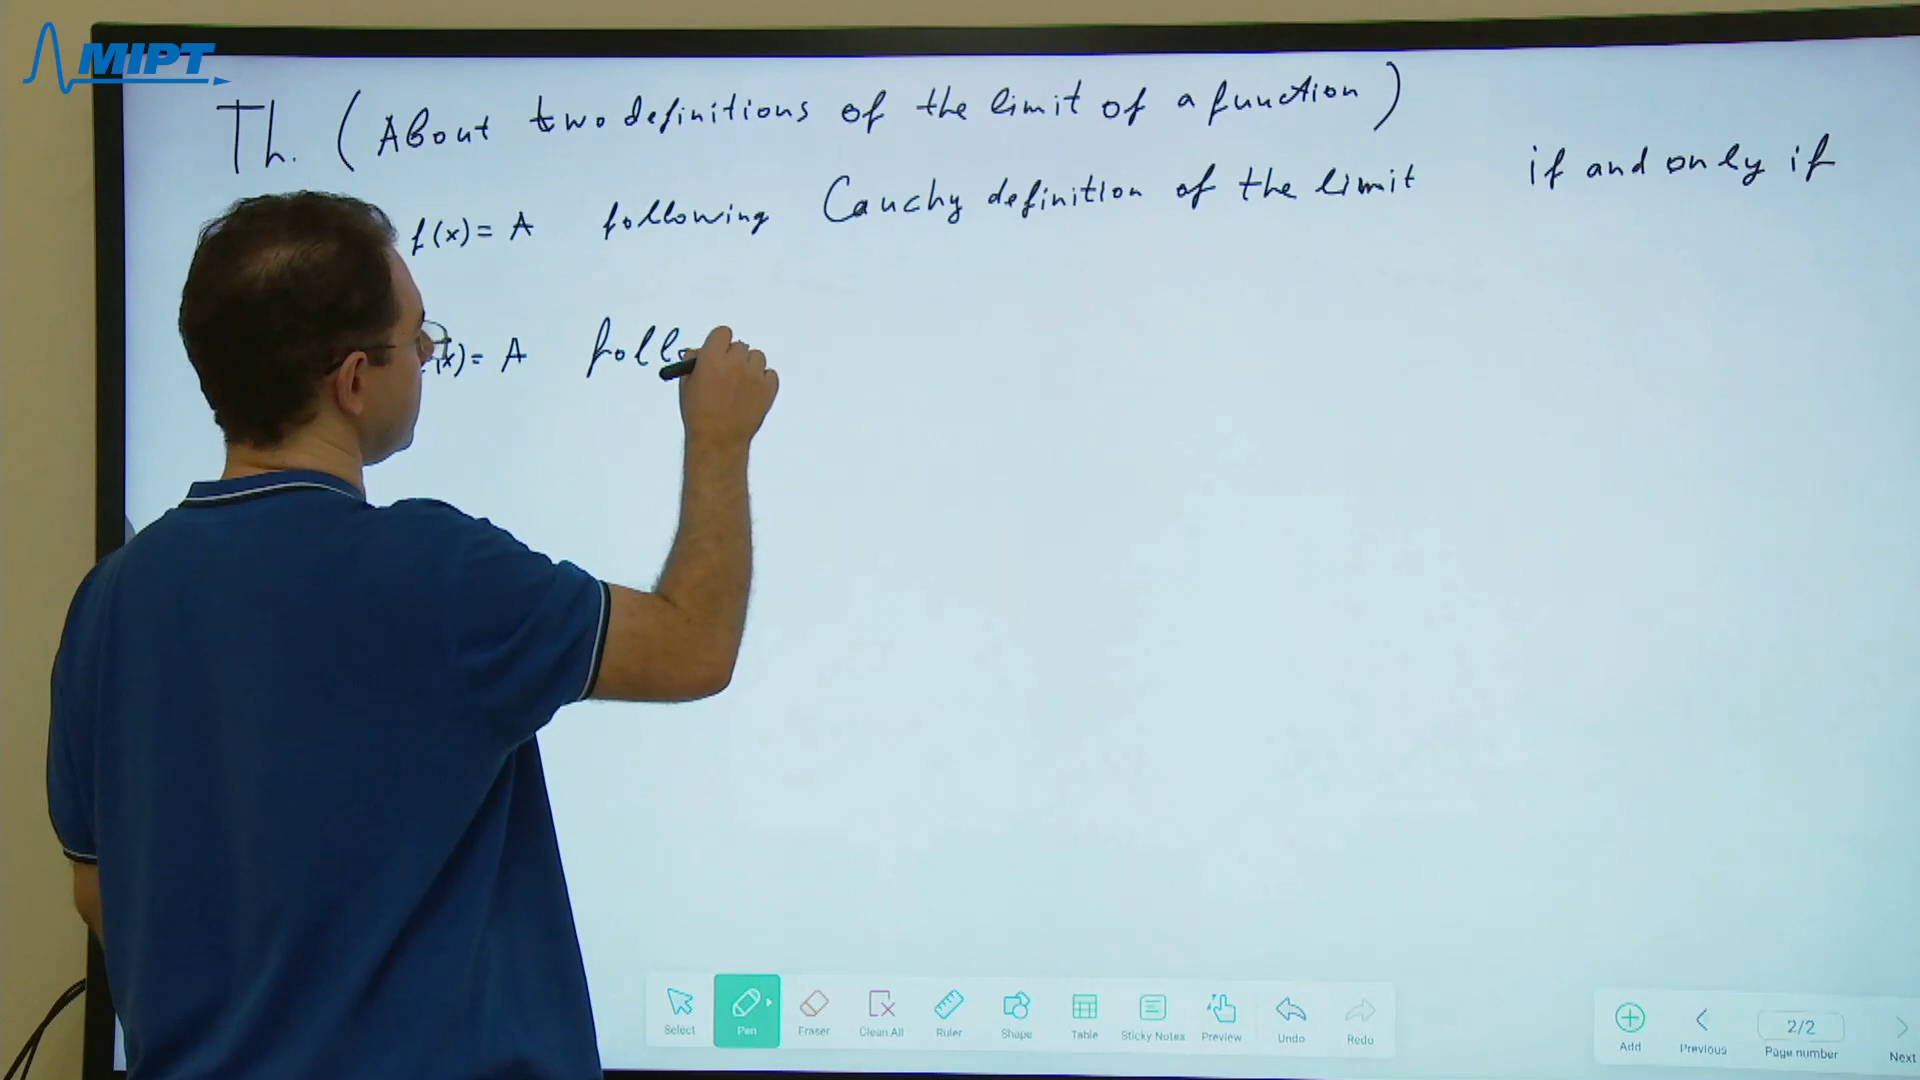 MIPT
Th. (About two definitions of the limit of a function)
f(x) = A following Cauchy definition of the limit if and only if
(x) = A follo
Select Pen Eraser Clean All Ruler Shape Table Sticky Notes Preview Undo Redo
Add Previous 2/2 Page number Next